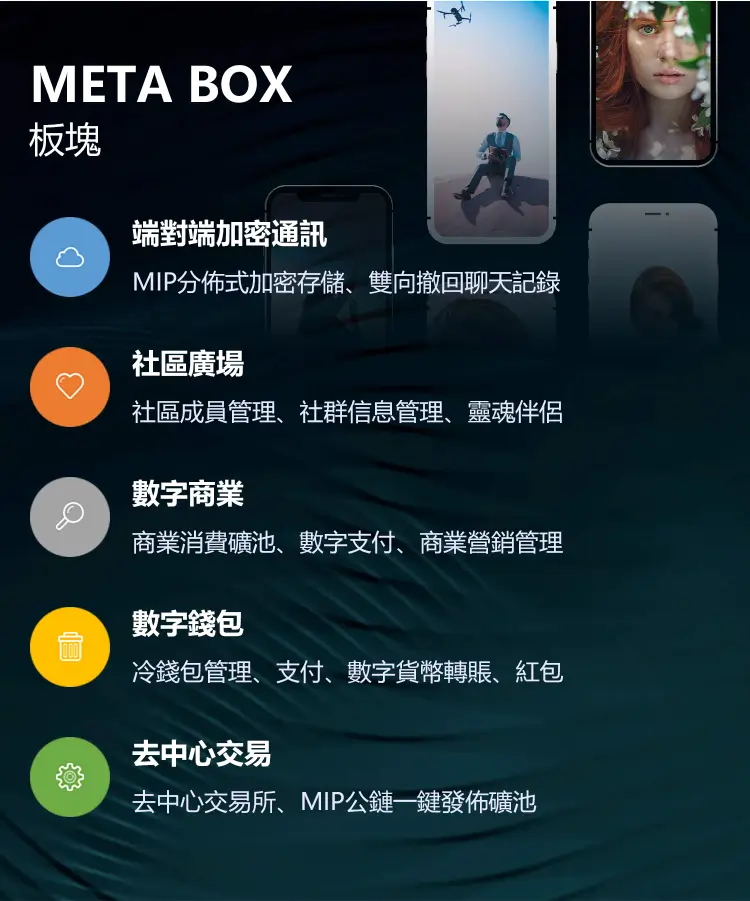 META BOX
板塊
端對端加密通訊
MIP分佈式加密存儲、雙向撤回聊天記錄
社區廣場
社區成員管理、社群信息管理、靈魂伴侶
數字商業
商業消費礦池、數字支付、商業營銷管理
數字錢包
冷錢包管理、支付、數字貨幣轉賬、紅包
去中心交易
去中心交易所、MIP公鏈一鍵發佈礦池